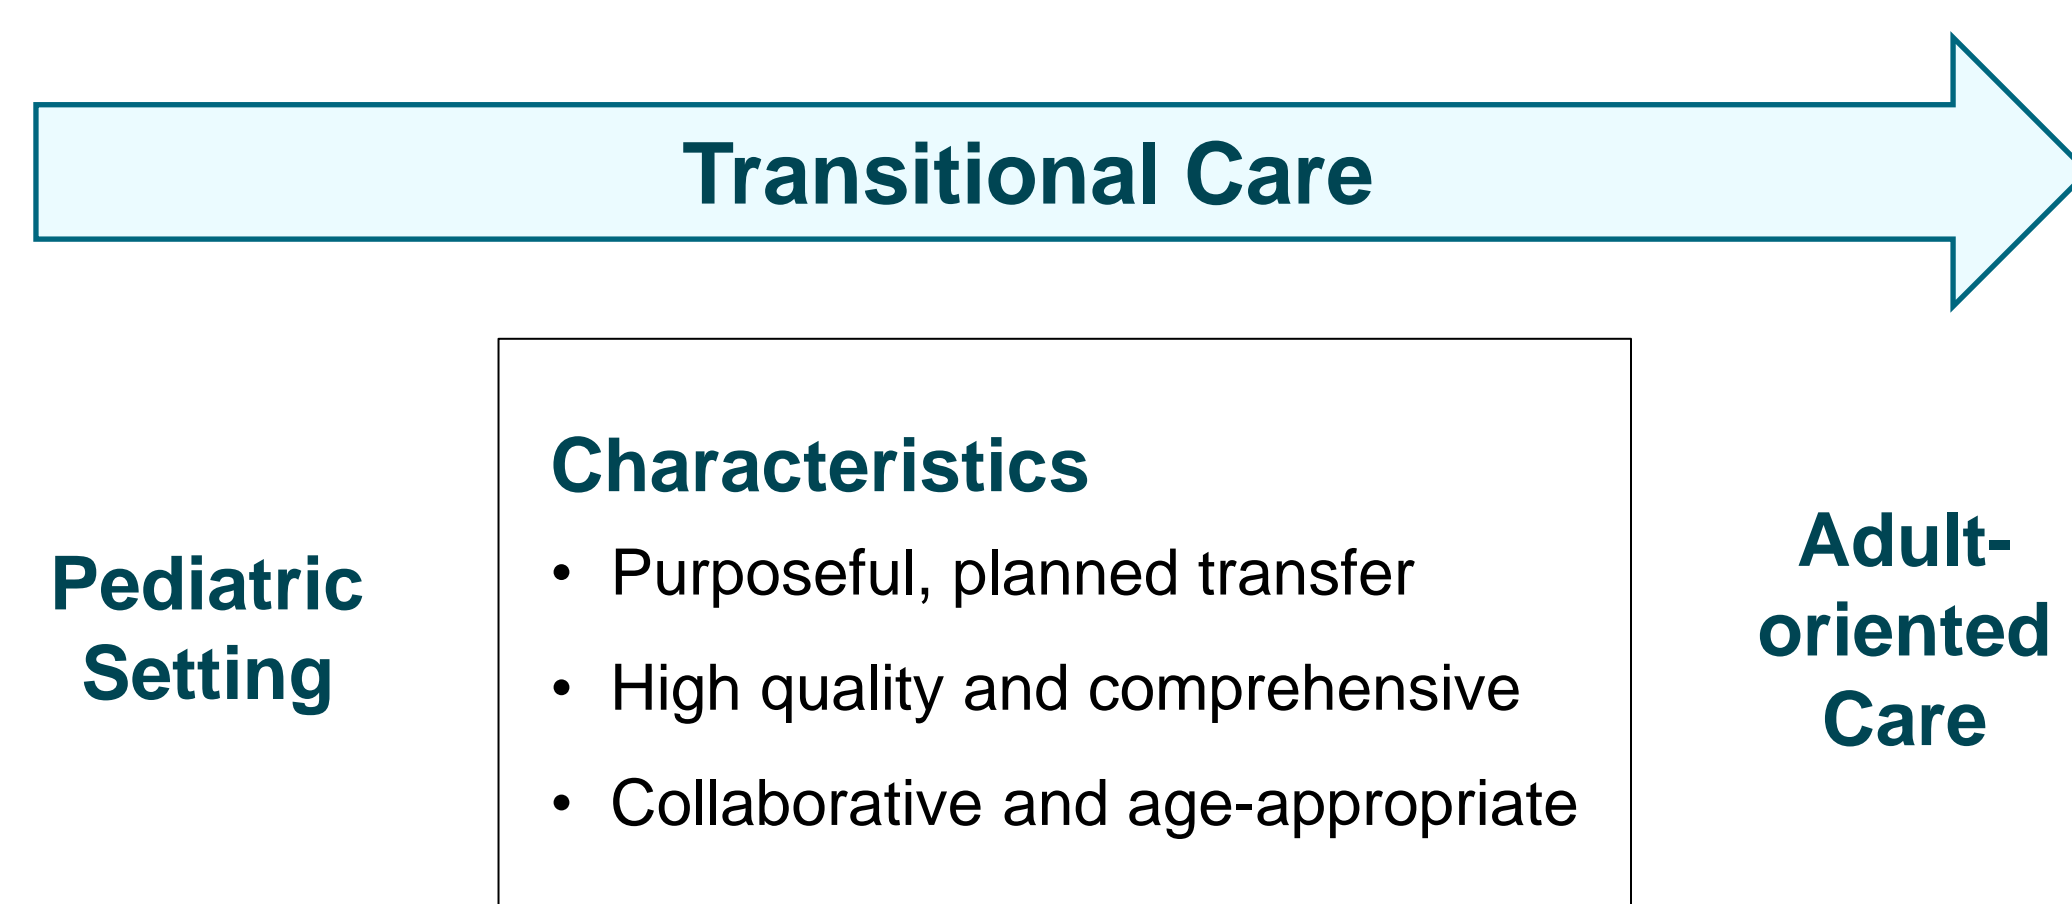 Transitional Care
Pediatric
Setting
Characteristics
• Purposeful, planned transfer
• High quality and comprehensive
• Collaborative and age-appropriate
Adult-
oriented
Care